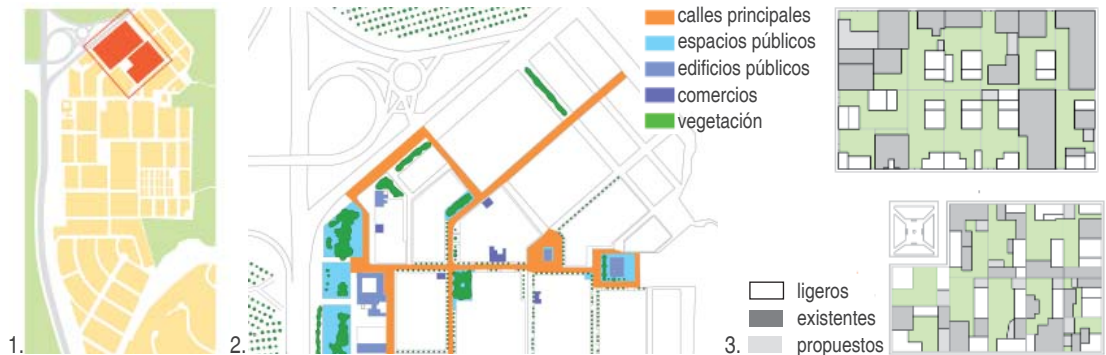 calles principales
espacios públicos
edificios públicos
comercios
vegetación
ligeros
existentes
propuestos
1.
2.
3.